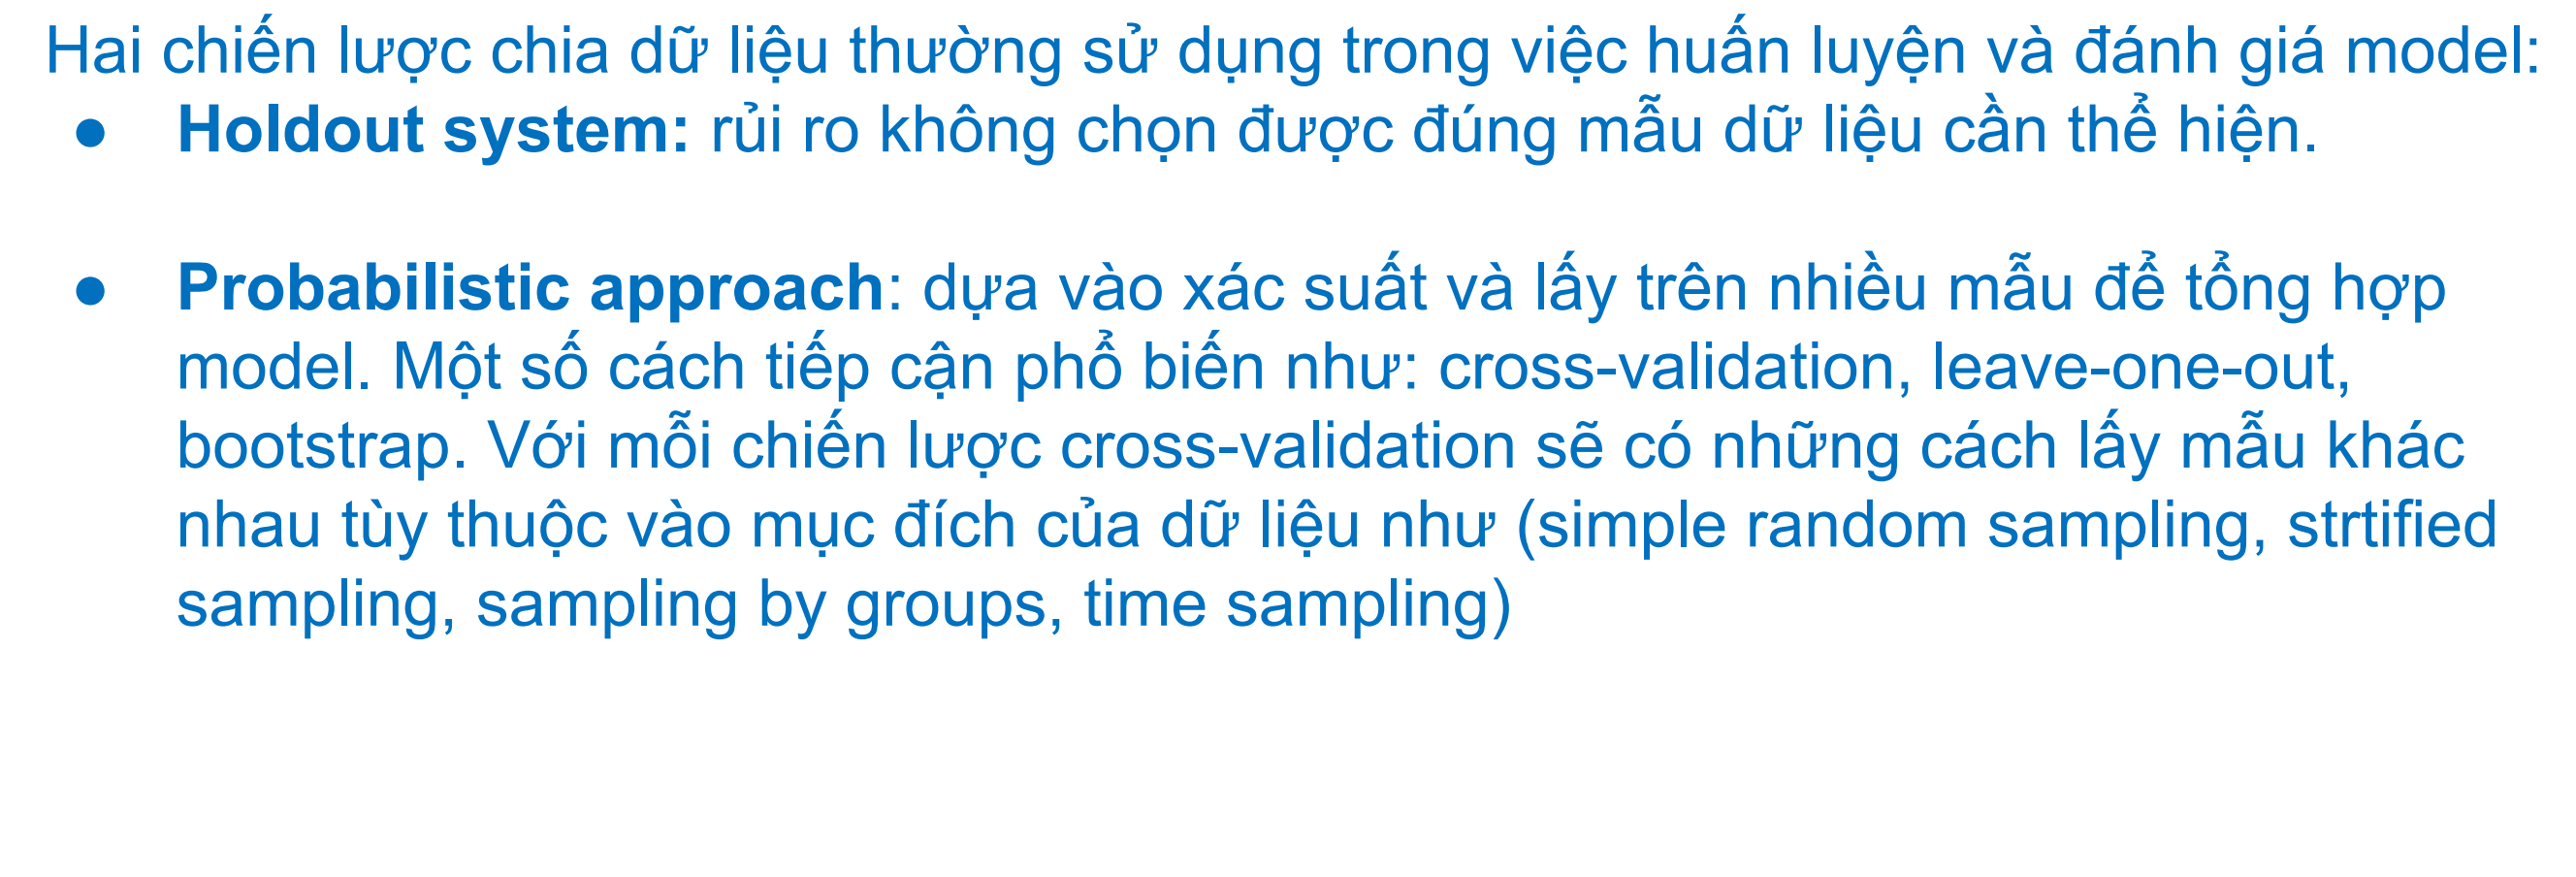 Hai chiến lược chia dữ liệu thường sử dụng trong việc huấn luyện và đánh giá model:
● Holdout system: rủi ro không chọn được đúng mẫu dữ liệu cần thể hiện.
● Probabilistic approach: dựa vào xác suất và lấy trên nhiều mẫu để tổng hợp
model. Một số cách tiếp cận phổ biến như: cross-validation, leave-one-out,
bootstrap. Với mỗi chiến lược cross-validation sẽ có những cách lấy mẫu khác
nhau tùy thuộc vào mục đích của dữ liệu như (simple random sampling, strtified
sampling, sampling by groups, time sampling)